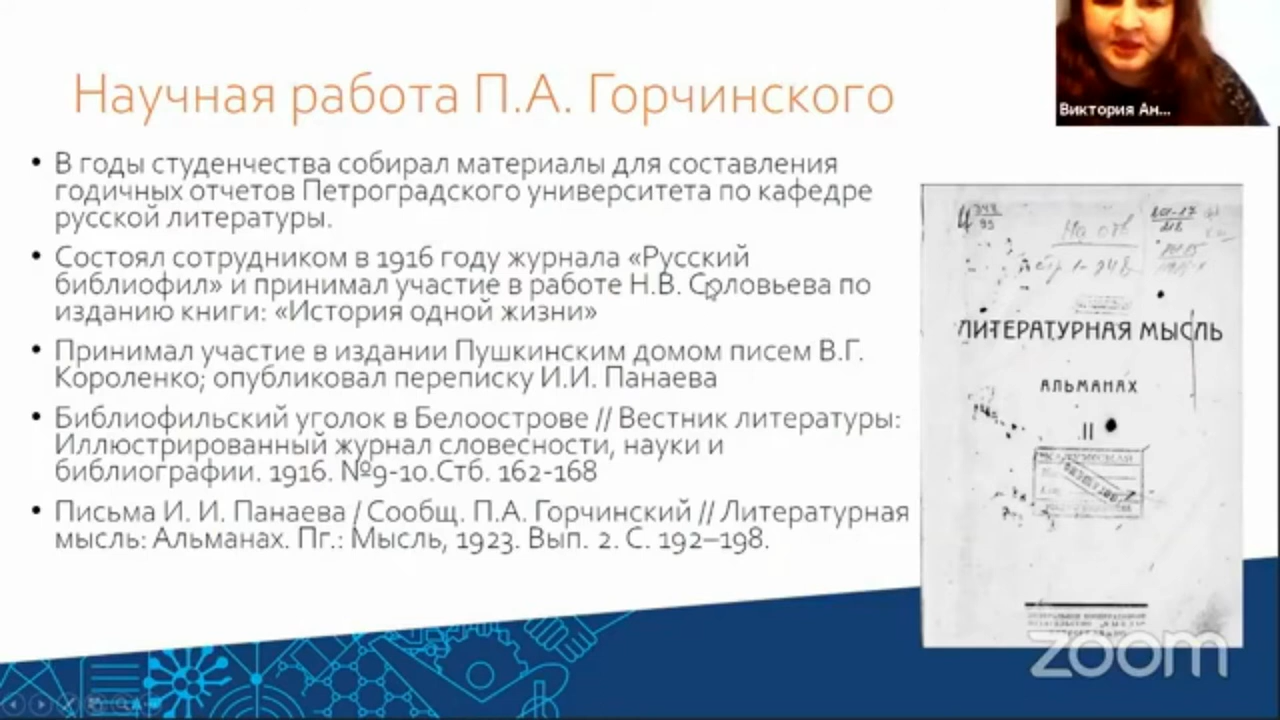 Научная работа П.А. Горчинского
Виктория Ан...
• В годы студенчества собирал материалы для составления
годичных отчетов Петроградского университета по кафедре
русской литературы.
• Состоял сотрудником в 1916 году журнала «Русский
библиофил» и принимал участие в работе Н.В. Соловьева по
изданию книги: «История одной жизни»
• Принимал участие в издании Пушкинским домом писем В.Г.
Короленко; опубликовал переписку И.И. Панаева
• Библиофильский уголок в Белоострове // Вестник литературы:
Иллюстрированный журнал словесности, науки и
библиографии. 1916. №9-10.Стб. 162-168
• Письма И. И. Панаева / Сообщ. П.А. Горчинский // Литературная
мысль: Альманах. Пг.: Мысль, 1923. Вып. 2. С. 192–198.
ЛИТЕРАТУРНАЯ МЫСЛЬ
АЛЬМАНАХ
II
zoom